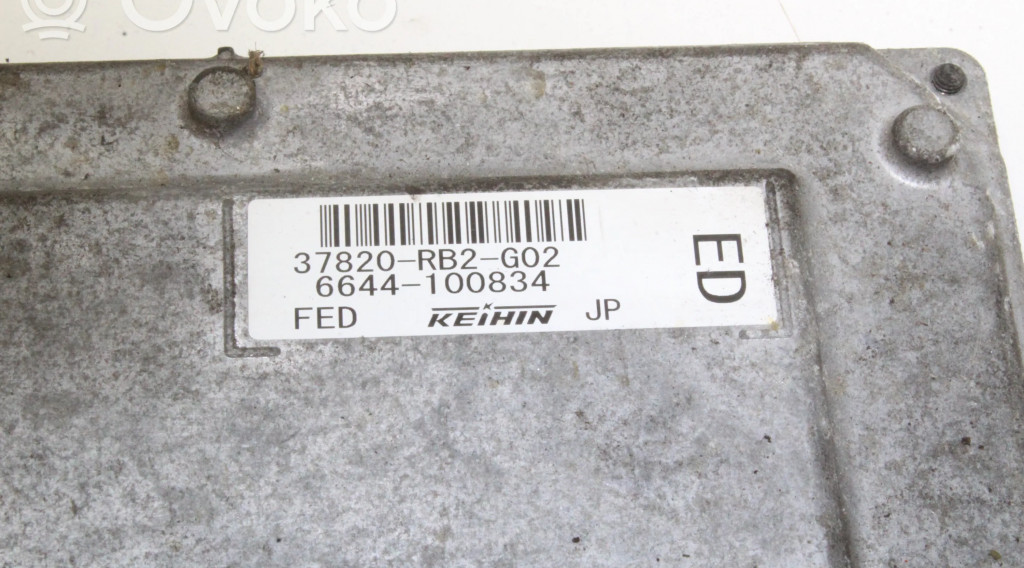 OVOKO
37820-RB2-G02
6644-100834
FED KEIHIN JP
ED